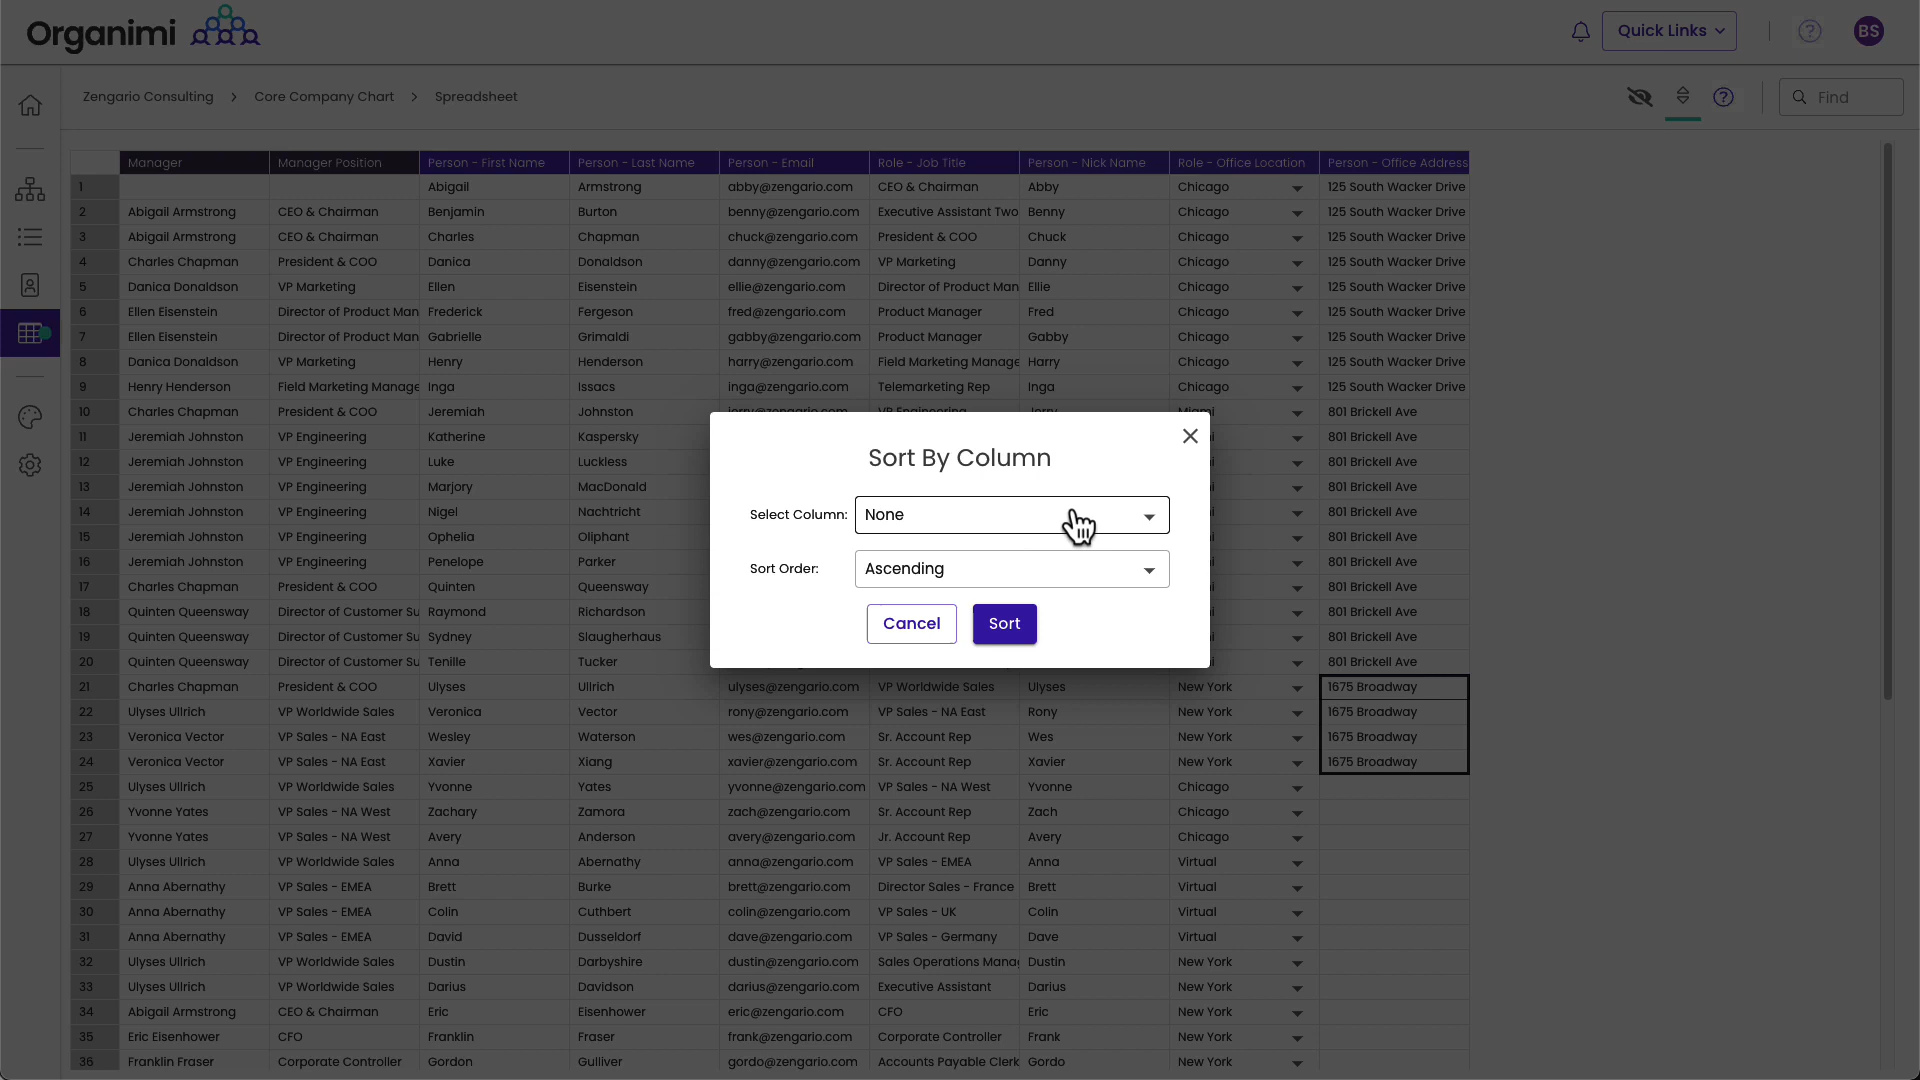 Organimi
Quick Links
?
BS
Zengario Consulting > Core Company Chart > Spreadsheet
?
Find
Manager Manager Position Person - First Name Person - Last Name Person - Email Role - Job Title Person - Nick Name Role - Office Location Person - Office Address
1 Abigail Armstrong abby@zengario.com CEO & Chairman Abby Chicago 125 South Wacker Drive
2 Abigail Armstrong CEO & Chairman Benjamin Burton benny@zengario.com Executive Assistant Two Benny Chicago 125 South Wacker Drive
3 Abigail Armstrong CEO & Chairman Charles Chapman chuck@zengario.com President & COO Chuck Chicago 125 South Wacker Drive
4 Charles Chapman President & COO Danica Donaldson danny@zengario.com VP Marketing Danny Chicago 125 South Wacker Drive
5 Danica Donaldson VP Marketing Ellen Eisenstein ellie@zengario.com Director of Product Man Ellie Chicago 125 South Wacker Drive
6 Ellen Eisenstein Director of Product Man Frederick Fergeson fred@zengario.com Product Manager Fred Chicago 125 South Wacker Drive
7 Ellen Eisenstein Director of Product Man Gabrielle Grimaldi gabby@zengario.com Product Manager Gabby Chicago 125 South Wacker Drive
8 Danica Donaldson VP Marketing Henry Henderson harry@zengario.com Field Marketing Manage Harry Chicago 125 South Wacker Drive
9 Henry Henderson Field Marketing Manage Inga Issacs inga@zengario.com Telemarketing Rep Inga Chicago 125 South Wacker Drive
10 Charles Chapman President & COO Jeremiah Johnston jerry@zengario.com VP Engineering Jerry Miami 801 Brickell Ave
11 Jeremiah Johnston VP Engineering Katherine Kaspersky 801 Brickell Ave
12 Jeremiah Johnston VP Engineering Luke Luckless 801 Brickell Ave
13 Jeremiah Johnston VP Engineering Marjory MacDonald 801 Brickell Ave
14 Jeremiah Johnston VP Engineering Nigel Nachtricht 801 Brickell Ave
15 Jeremiah Johnston VP Engineering Ophelia Oliphant 801 Brickell Ave
16 Jeremiah Johnston VP Engineering Penelope Parker 801 Brickell Ave
17 Charles Chapman President & COO Quinten Queensway 801 Brickell Ave
18 Quinten Queensway Director of Customer Su Raymond Richardson 801 Brickell Ave
19 Quinten Queensway Director of Customer Su Sydney Slaugherhaus 801 Brickell Ave
20 Quinten Queensway Director of Customer Su Tenille Tucker 801 Brickell Ave
21 Charles Chapman President & COO Ulyses Ullrich ulyses@zengario.com VP Worldwide Sales Ulyses New York 1675 Broadway
22 Ulyses Ullrich VP Worldwide Sales Veronica Vector rony@zengario.com VP Sales - NA East Rony New York 1675 Broadway
23 Veronica Vector VP Sales - NA East Wesley Waterson wes@zengario.com Sr. Account Rep Wes New York 1675 Broadway
24 Veronica Vector VP Sales - NA East Xavier Xiang xavier@zengario.com Sr. Account Rep Xavier New York 1675 Broadway
25 Ulyses Ullrich VP Worldwide Sales Yvonne Yates yvonne@zengario.com VP Sales - NA West Yvonne Chicago
26 Yvonne Yates VP Sales - NA West Zachary Zamora zach@zengario.com Sr. Account Rep Zach Chicago
27 Yvonne Yates VP Sales - NA West Avery Anderson avery@zengario.com Jr. Account Rep Avery Chicago
28 Ulyses Ullrich VP Worldwide Sales Anna Abernathy anna@zengario.com VP Sales - EMEA Anna Virtual
29 Anna Abernathy VP Sales - EMEA Brett Burke brett@zengario.com Director Sales - France Brett Virtual
30 Anna Abernathy VP Sales - EMEA Colin Cuthbert colin@zengario.com VP Sales - UK Colin Virtual
31 Anna Abernathy VP Sales - EMEA David Dusseldorf dave@zengario.com VP Sales - Germany Dave Virtual
32 Ulyses Ullrich VP Worldwide Sales Dustin Darbyshire dustin@zengario.com Sales Operations Manag Dustin New York
33 Ulyses Ullrich VP Worldwide Sales Darius Davidson darius@zengario.com Executive Assistant Darius New York
34 Abigail Armstrong CEO & Chairman Eric Eisenhower eric@zengario.com CFO Eric New York
35 Eric Eisenhower CFO Franklin Fraser frank@zengario.com Corporate Controller Frank New York
36 Franklin Fraser Corporate Controller Gordon Gulliver gordo@zengario.com Accounts Payable Clerk Gordo New York
Sort By Column
Select Column: None
Sort Order: Ascending
Cancel Sort